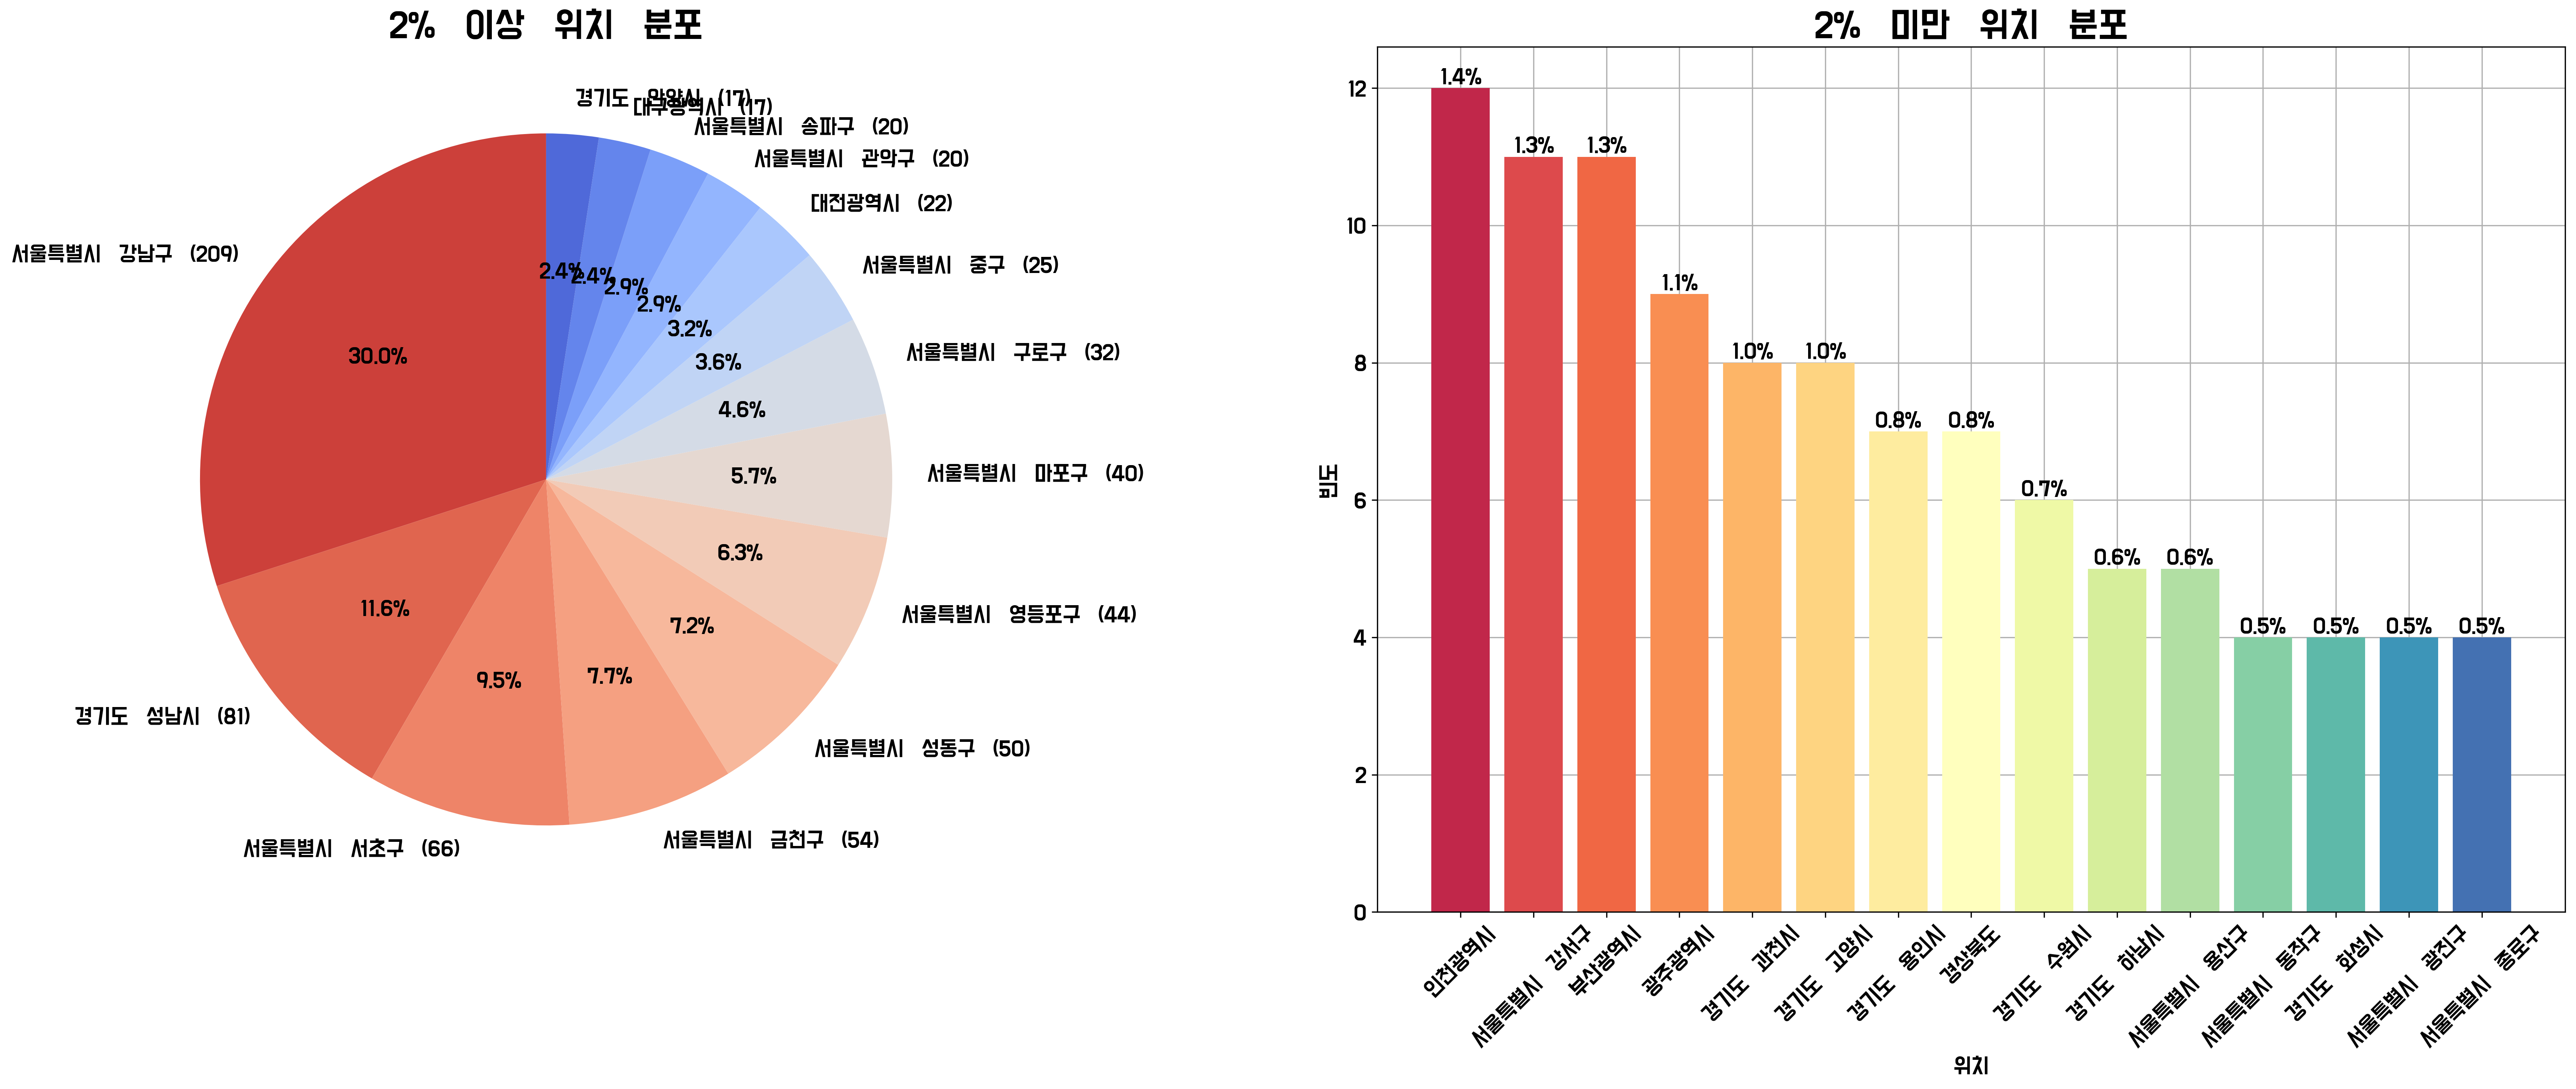 2% 이상 위치 분포
경기도 안양시 (17)
대구광역시 (17)
서울특별시 송파구 (20)
서울특별시 관악구 (20)
대전광역시 (22)
서울특별시 중구 (25)
서울특별시 구로구 (32)
서울특별시 마포구 (40)
서울특별시 영등포구 (44)
서울특별시 성동구 (50)
서울특별시 금천구 (54)
서울특별시 서초구 (66)
경기도 성남시 (81)
서울특별시 강남구 (209)
2.4%
2.4%
2.9%
2.9%
3.2%
3.6%
4.6%
5.7%
6.3%
7.2%
7.7%
9.5%
11.6%
30.0%
2% 미만 위치 분포
빈도
12
10
8
6
4
2
0
1.4%
1.3%
1.3%
1.1%
1.0%
1.0%
0.8%
0.8%
0.7%
0.6%
0.6%
0.5%
0.5%
0.5%
0.5%
인천광역시
서울특별시 강서구
부산광역시
광주광역시
경기도 과천시
경기도 고양시
경기도 용인시
경상북도
경기도 수원시
경기도 하남시
서울특별시 용산구
서울특별시 동작구
경기도 화성시
서울특별시 광진구
서울특별시 종로구
위치